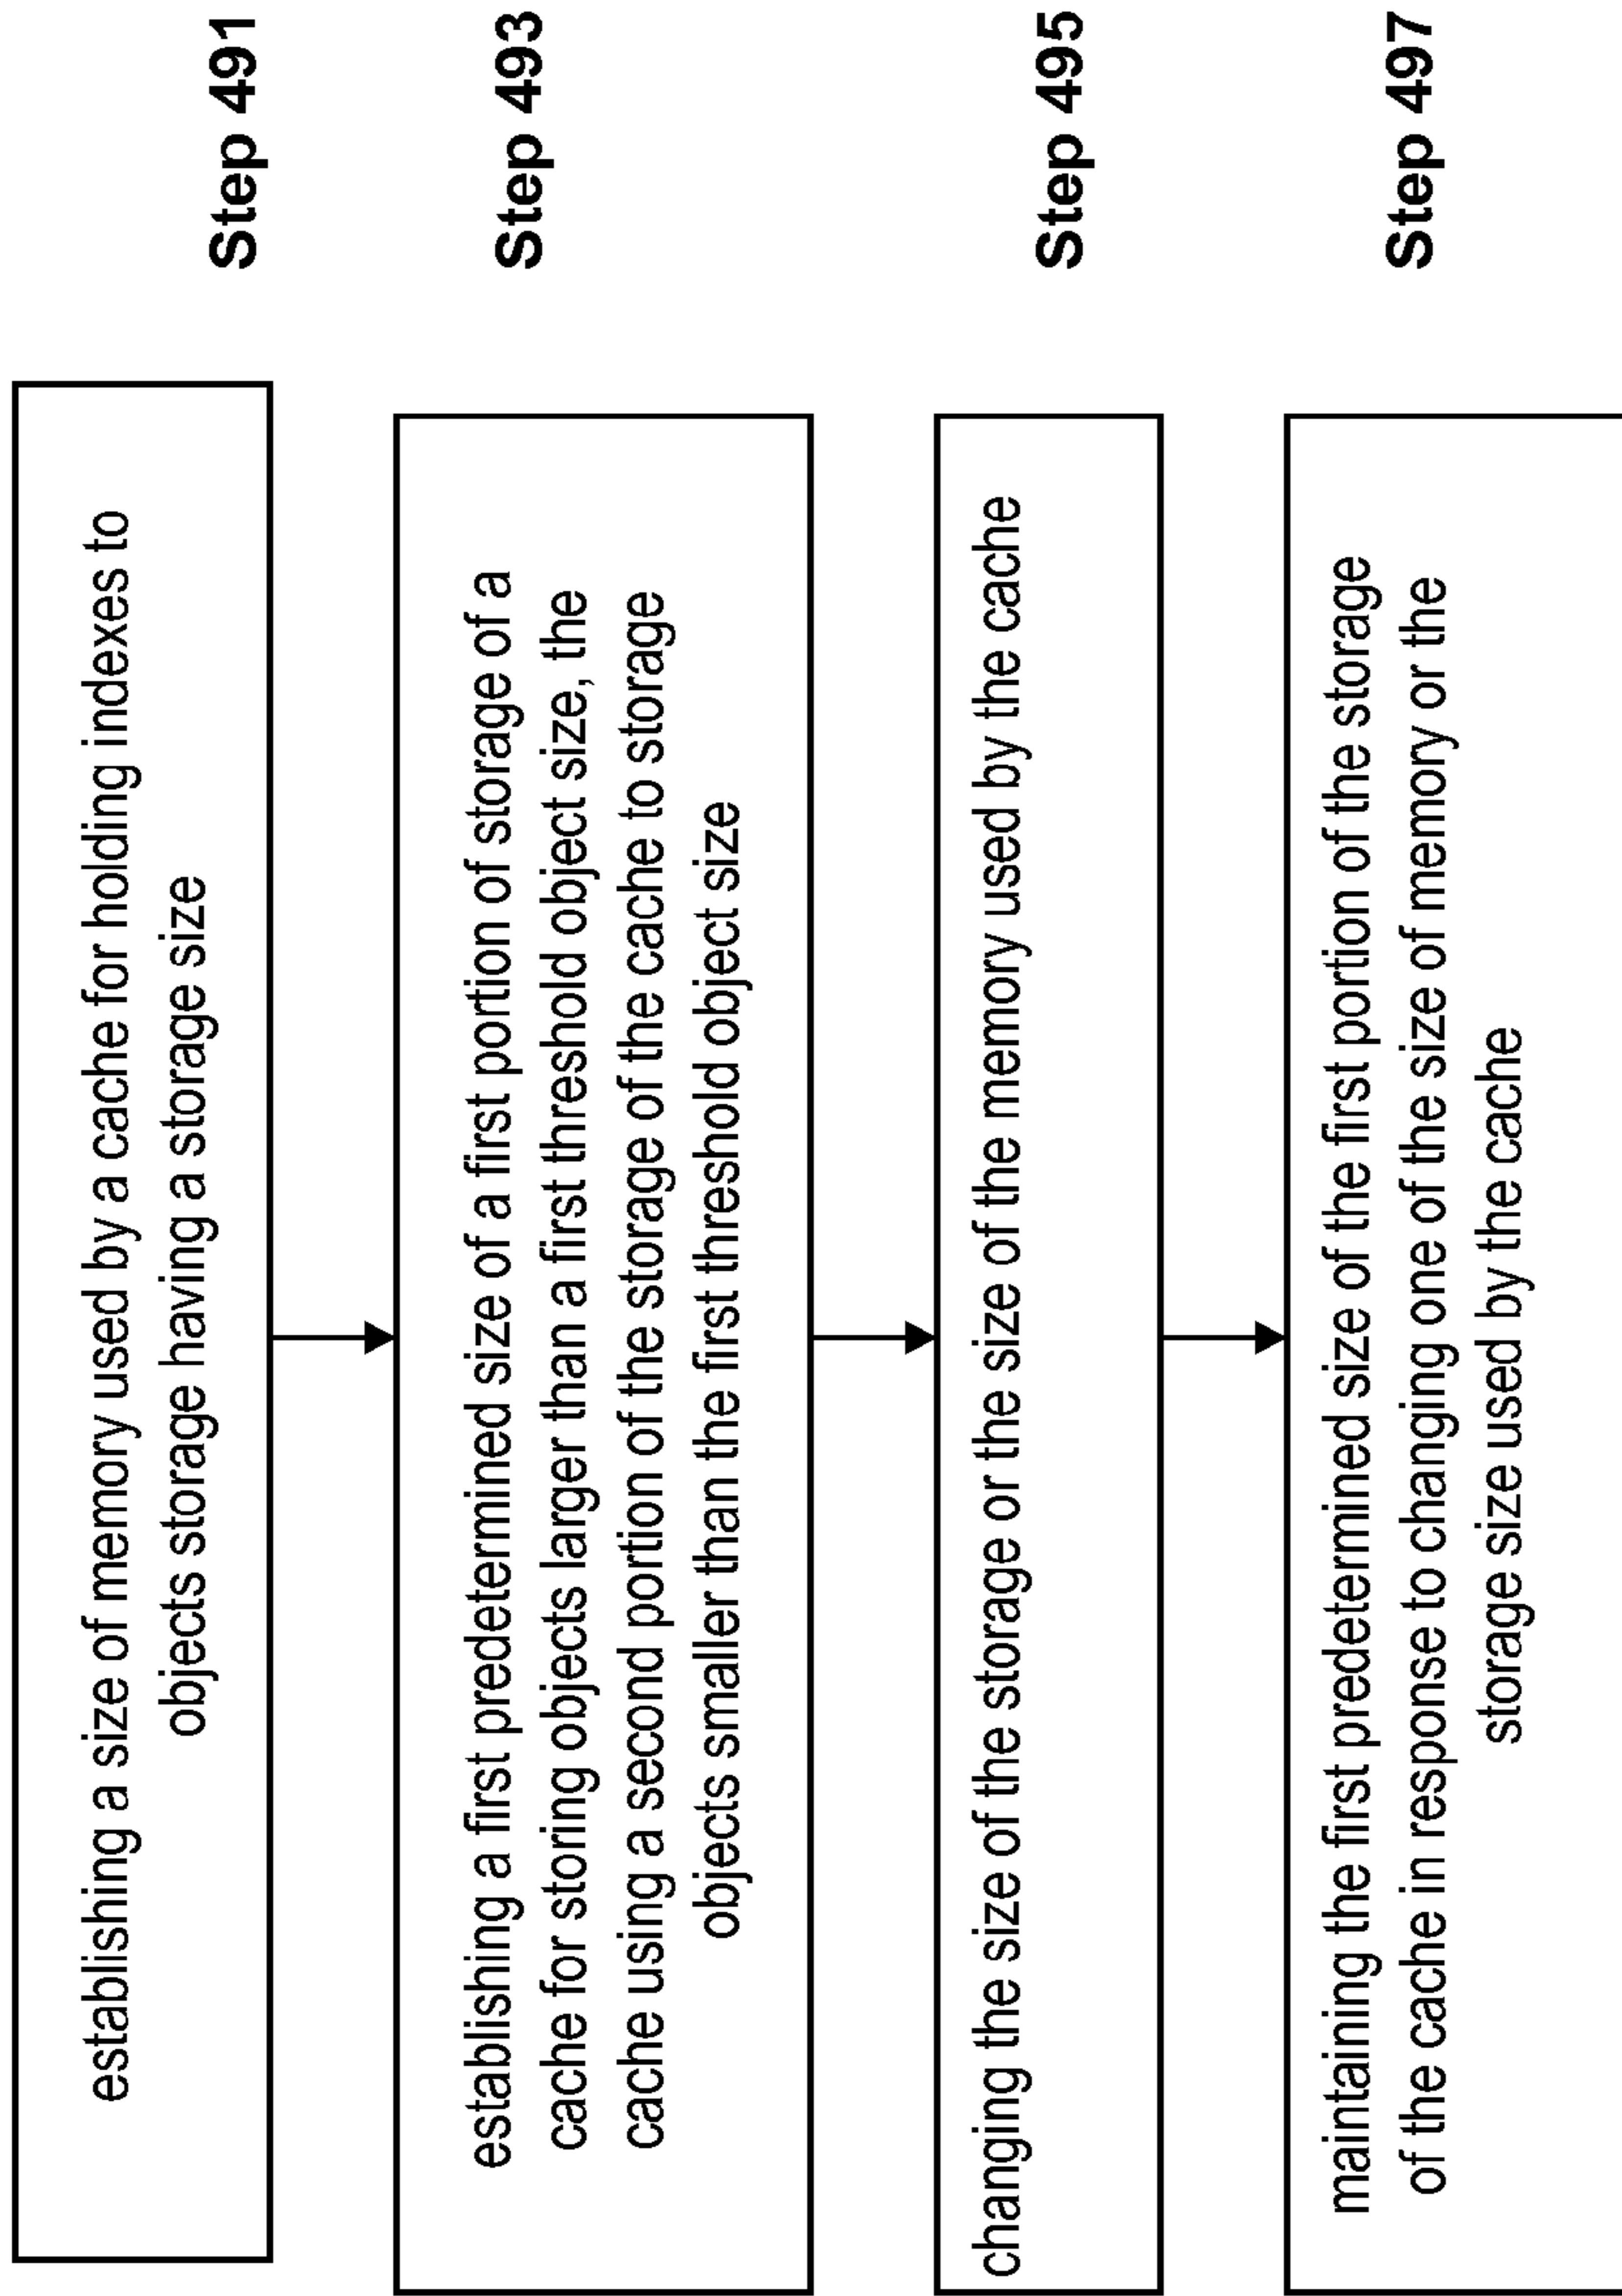 establishing a size of memory used by a cache for holding indexes to
objects storage having a storage size
Step 491
establishing a first predetermined size of a first portion of storage of a
cache for storing objects larger than a first threshold object size, the
cache using a second portion of the storage of the cache to storage
objects smaller than the first threshold object size
Step 493
changing the size of the storage or the size of the memory used by the cache
Step 495
maintaining the first predetermined size of the first portion of the storage
of the cache in response to changing one of the size of memory or the
storage size used by the cache
Step 497